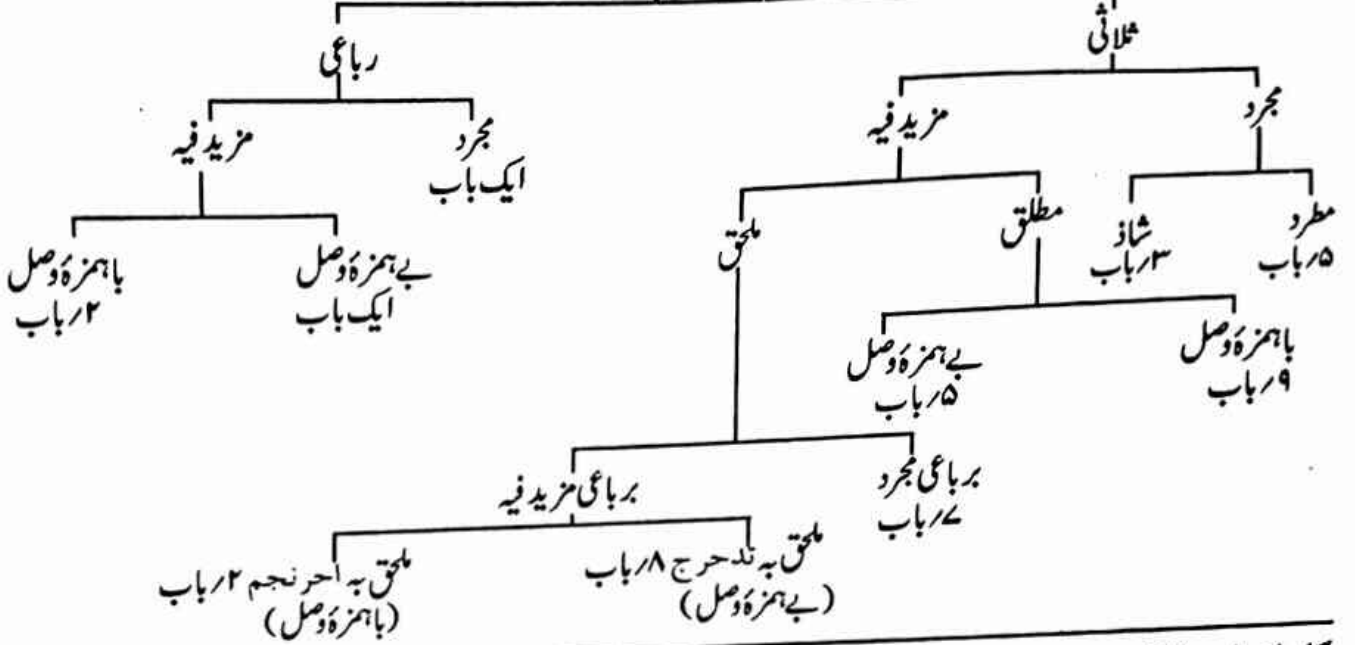 ثلاثی
رباعی
مجرد
مزید فیہ
مجرد
ایک باب
مزید فیہ
مطرد
۵؍باب
شاذ
۳؍باب
مطلق
ملحق
بے ہمزۂ وصل
ایک باب
باہمزۂ وصل
۲؍باب
باہمزۂ وصل
۹؍باب
بے ہمزۂ وصل
۵؍باب
برباعی مجرد
۷؍باب
برباعی مزید فیہ
ملحق بہ تدحرج ۸؍باب
(بے ہمزۂ وصل)
ملحق بہ احرنجم ۲؍باب
(باہمزۂ وصل)